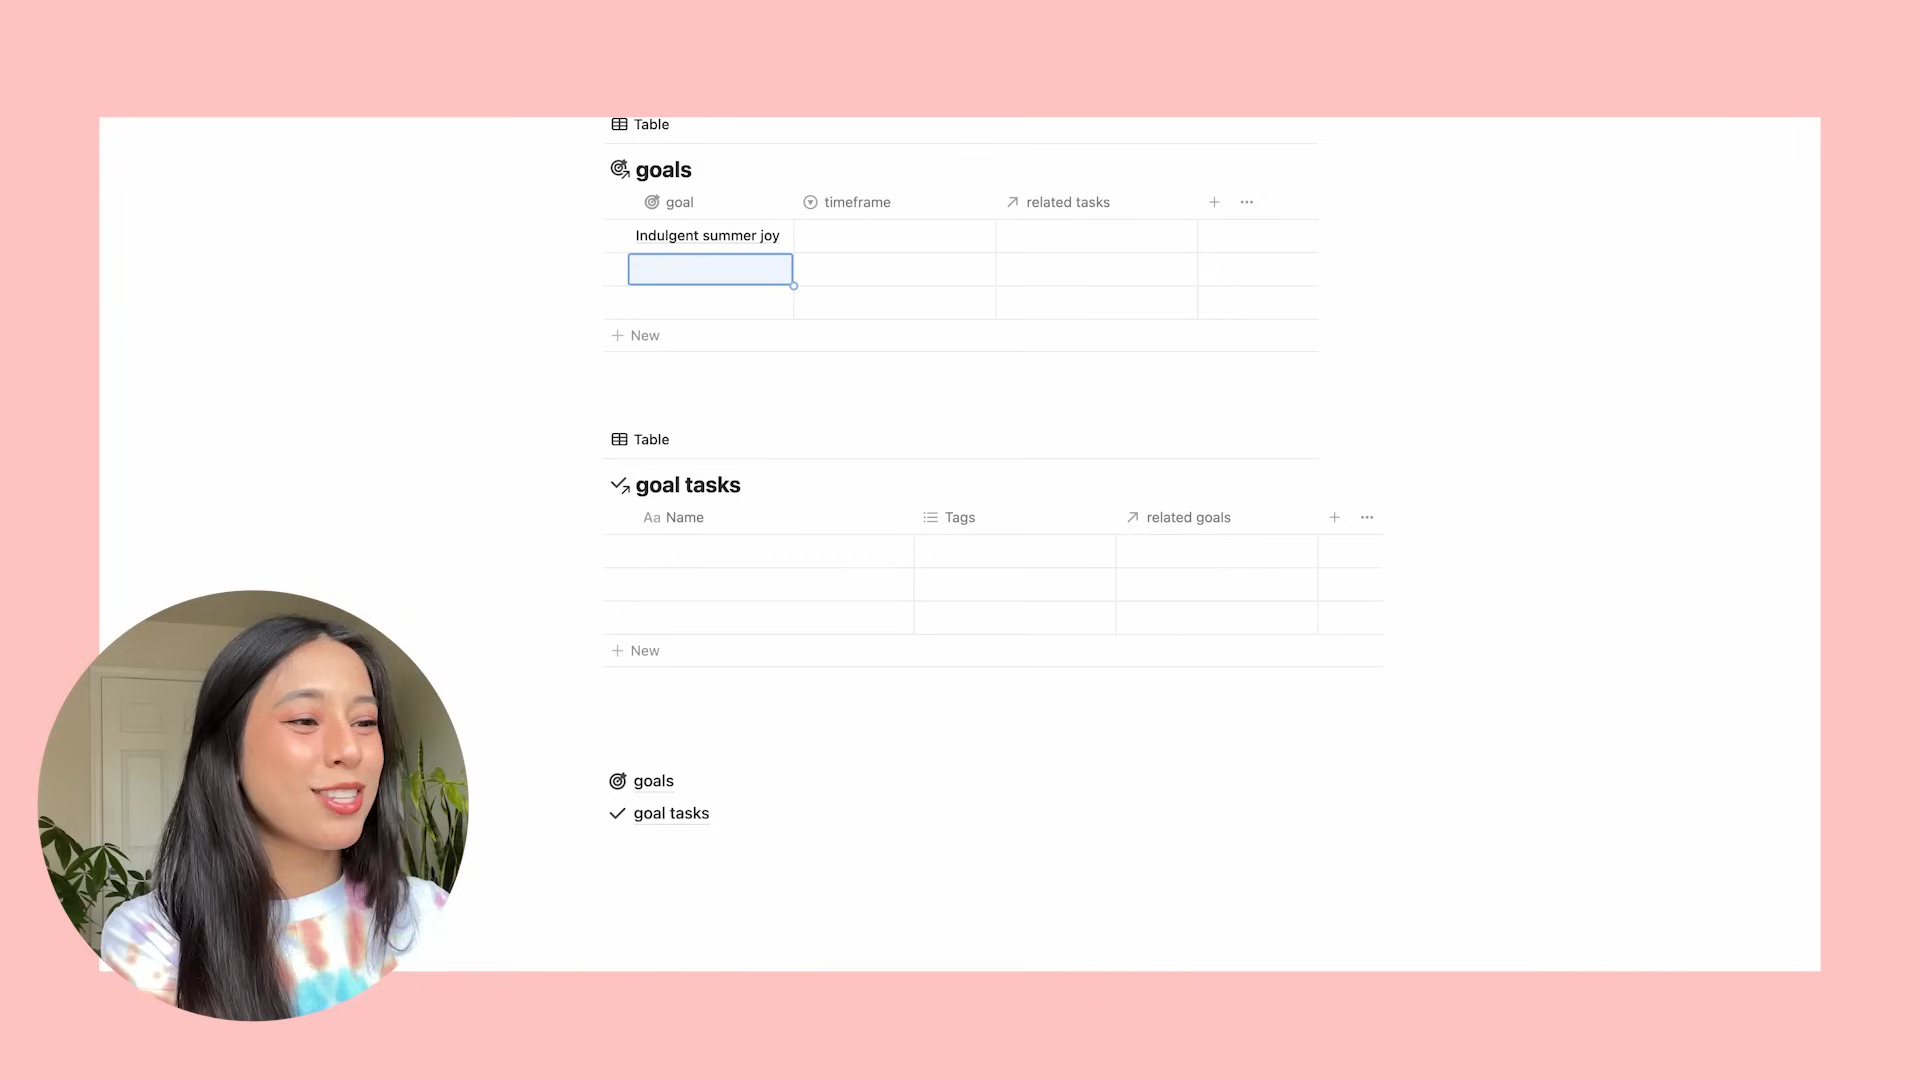 Table
goals
goal timeframe related tasks
Indulgent summer joy
New
Table
goal tasks
Aa Name Tags related goals
New
goals
goal tasks